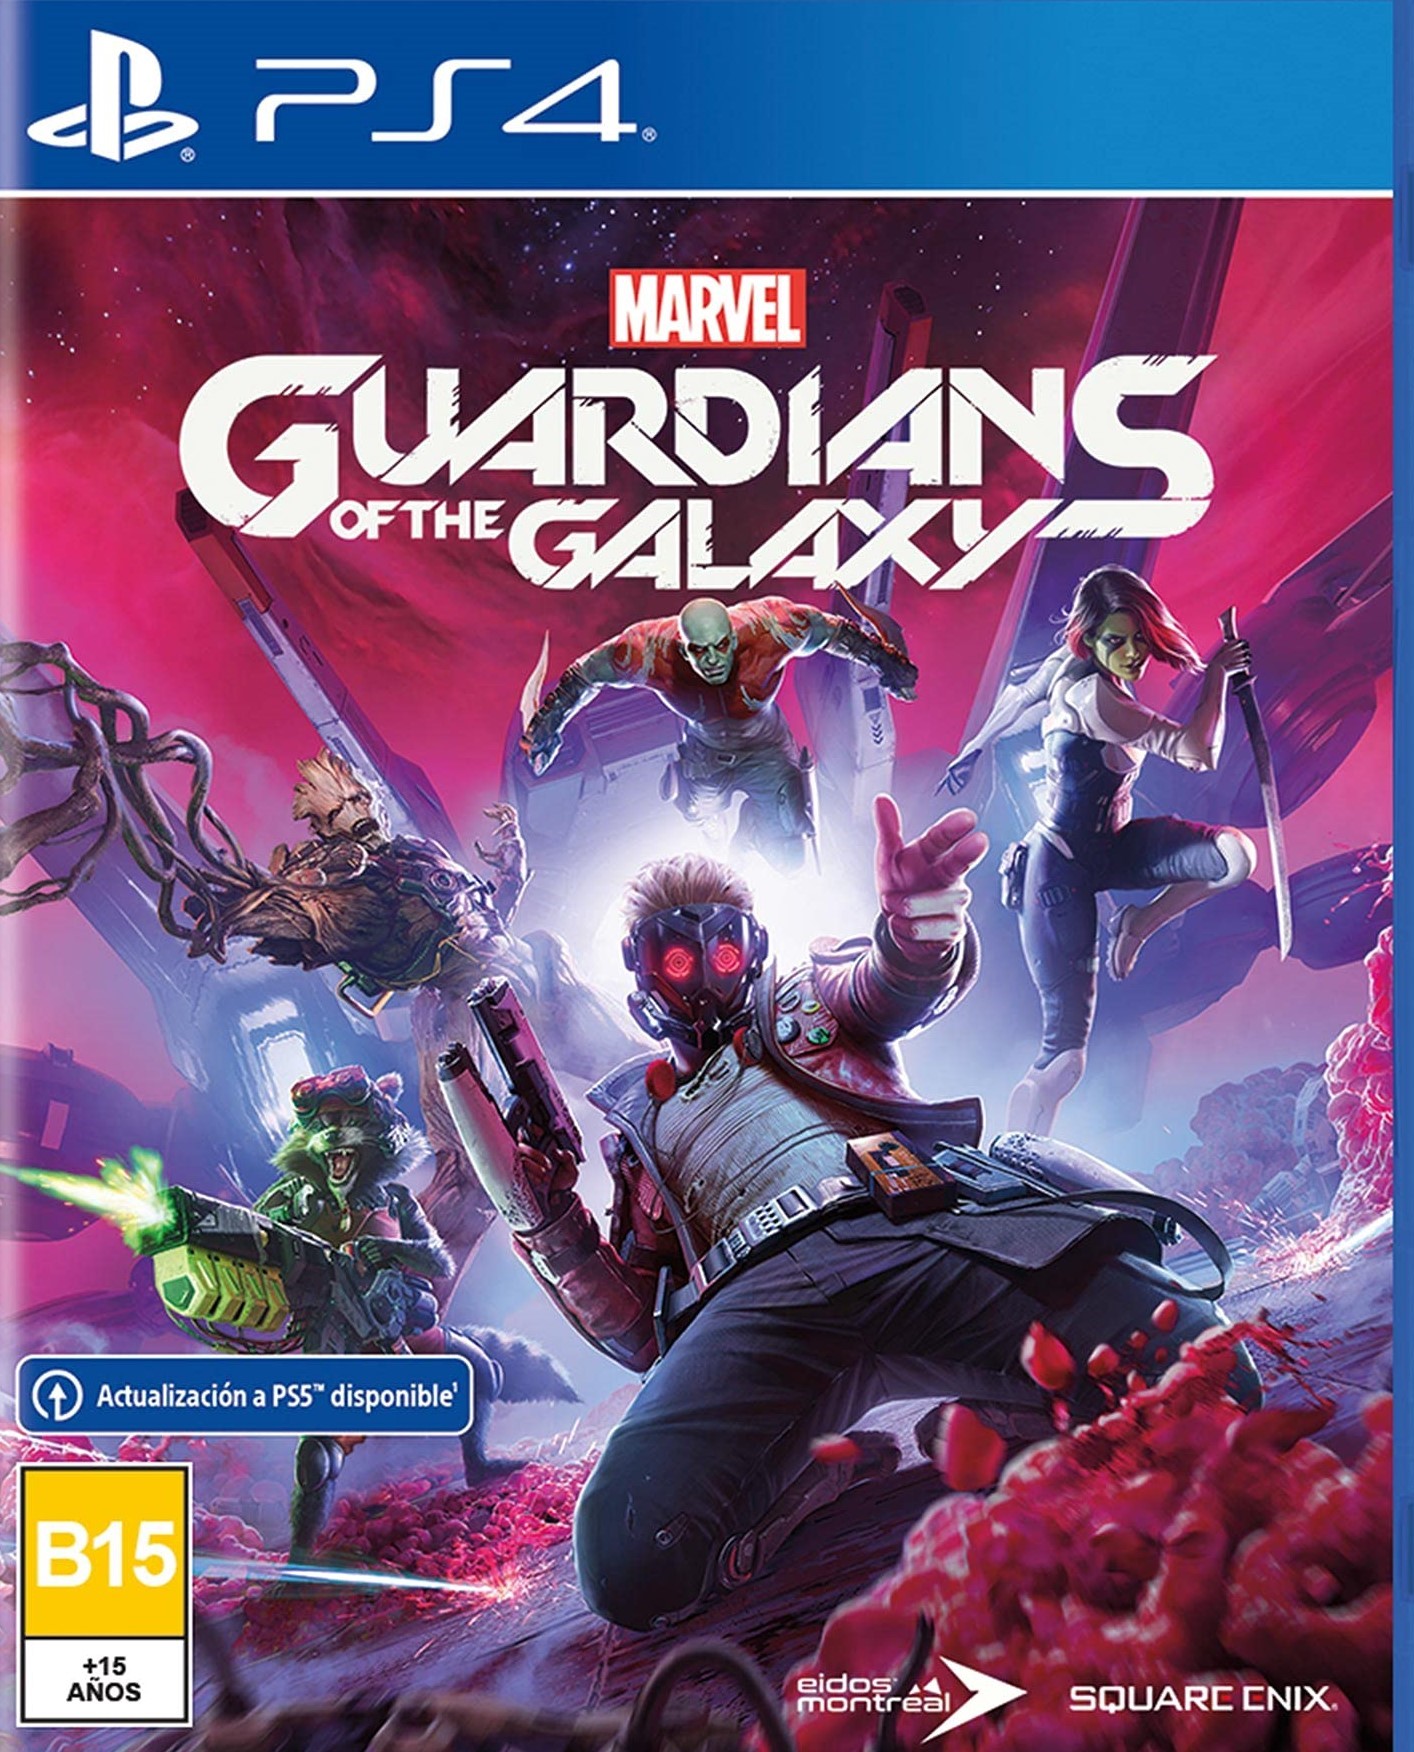 PS4
MARVEL
GUARDIANS
OF THE GALAXY
Actualización a PS5™ disponible¹
B15
+15
AÑOS
eidos
montréal
SQUARE ENIX